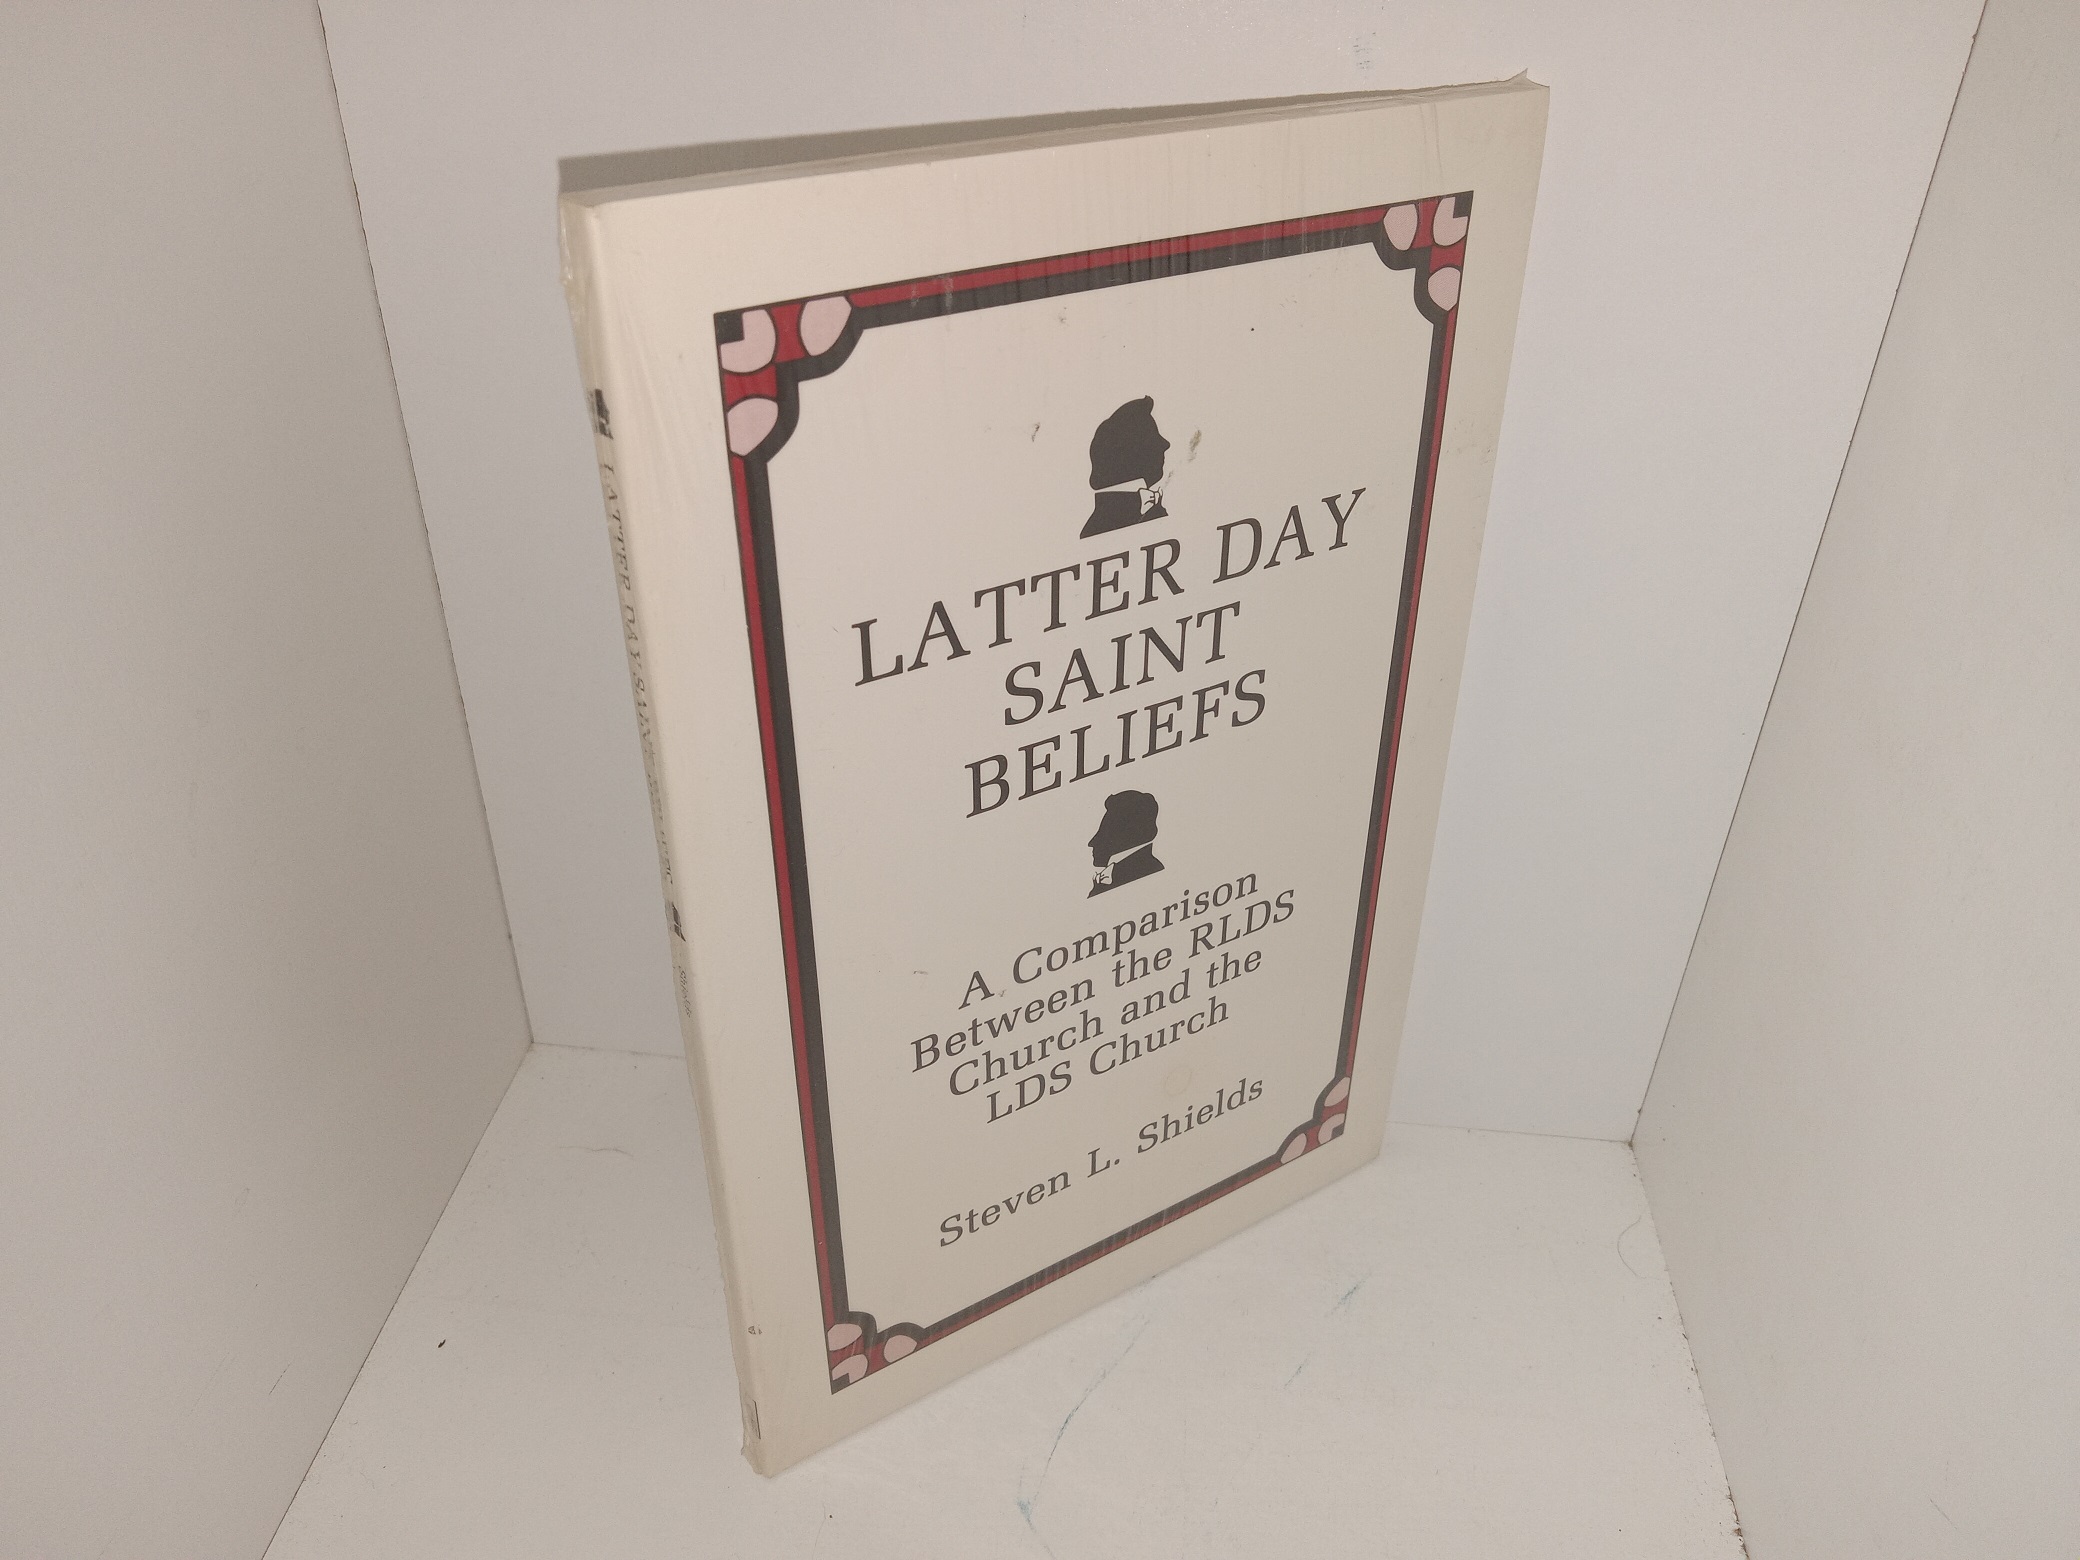 LATTER DAY
SAINT
BELIEFS
A Comparison
Between the RLDS
Church and the
LDS Church
Steven L. Shields
LATTER DAY SAINT BELIEFS
Shields